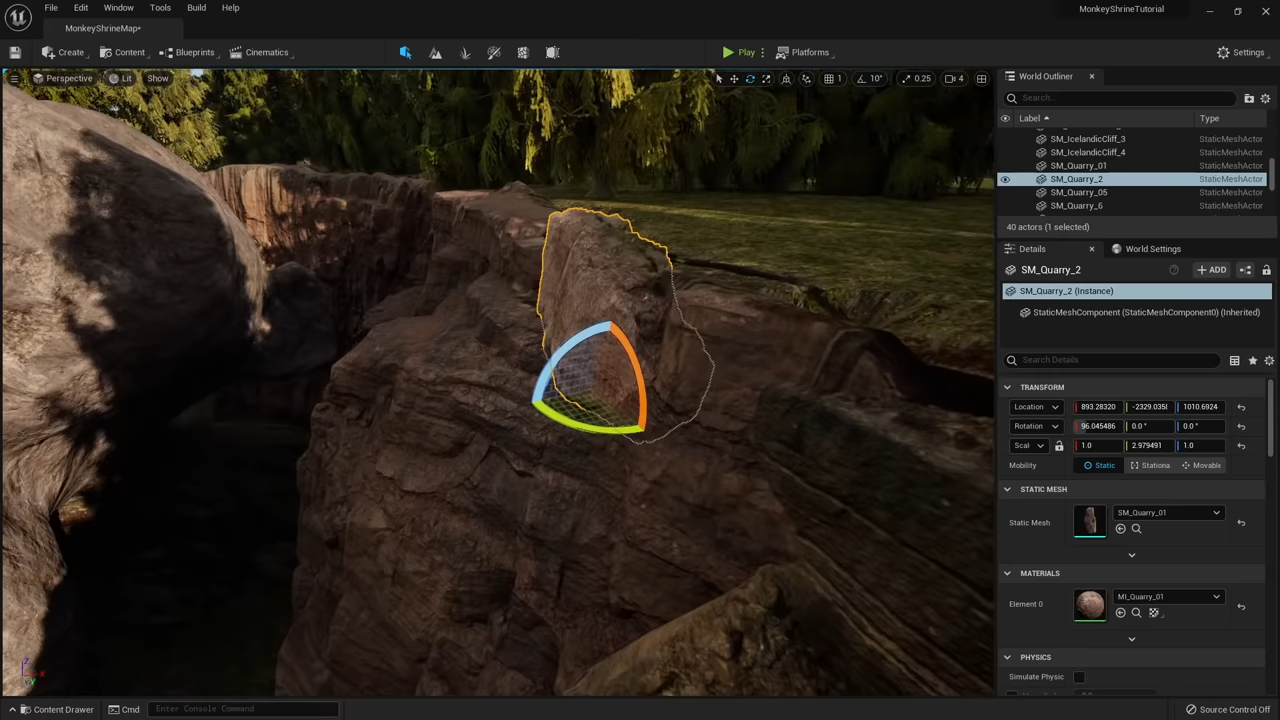 File Edit Window Tools Build Help
MonkeyShrineTutorial
MonkeyShrineMap*
Create Content Blueprints Cinematics Play Platforms Settings
Perspective Lit Show 1 10° 0.25 4
World Outliner
Search...
Label Type
SM_IcelandicCliff_3 StaticMeshActor
SM_IcelandicCliff_4 StaticMeshActor
SM_Quarry_01 StaticMeshActor
SM_Quarry_2 StaticMeshActor
SM_Quarry_05 StaticMeshActor
SM_Quarry_6 StaticMeshActor
40 actors (1 selected)
Details World Settings
SM_Quarry_2 ADD
SM_Quarry_2 (Instance)
StaticMeshComponent (StaticMeshComponent0) (Inherited)
Search Details
TRANSFORM
Location 893.28320 -2329.035 1010.6924
Rotation 96.045486 0.0 ° 0.0 °
Scal 1.0 2.979491 1.0
Mobility Static Stationa Movable
STATIC MESH
Static Mesh SM_Quarry_01
MATERIALS
Element 0 MI_Quarry_01
PHYSICS
Simulate Physic
Z X Y
Content Drawer Cmd Enter Console Command Source Control Off